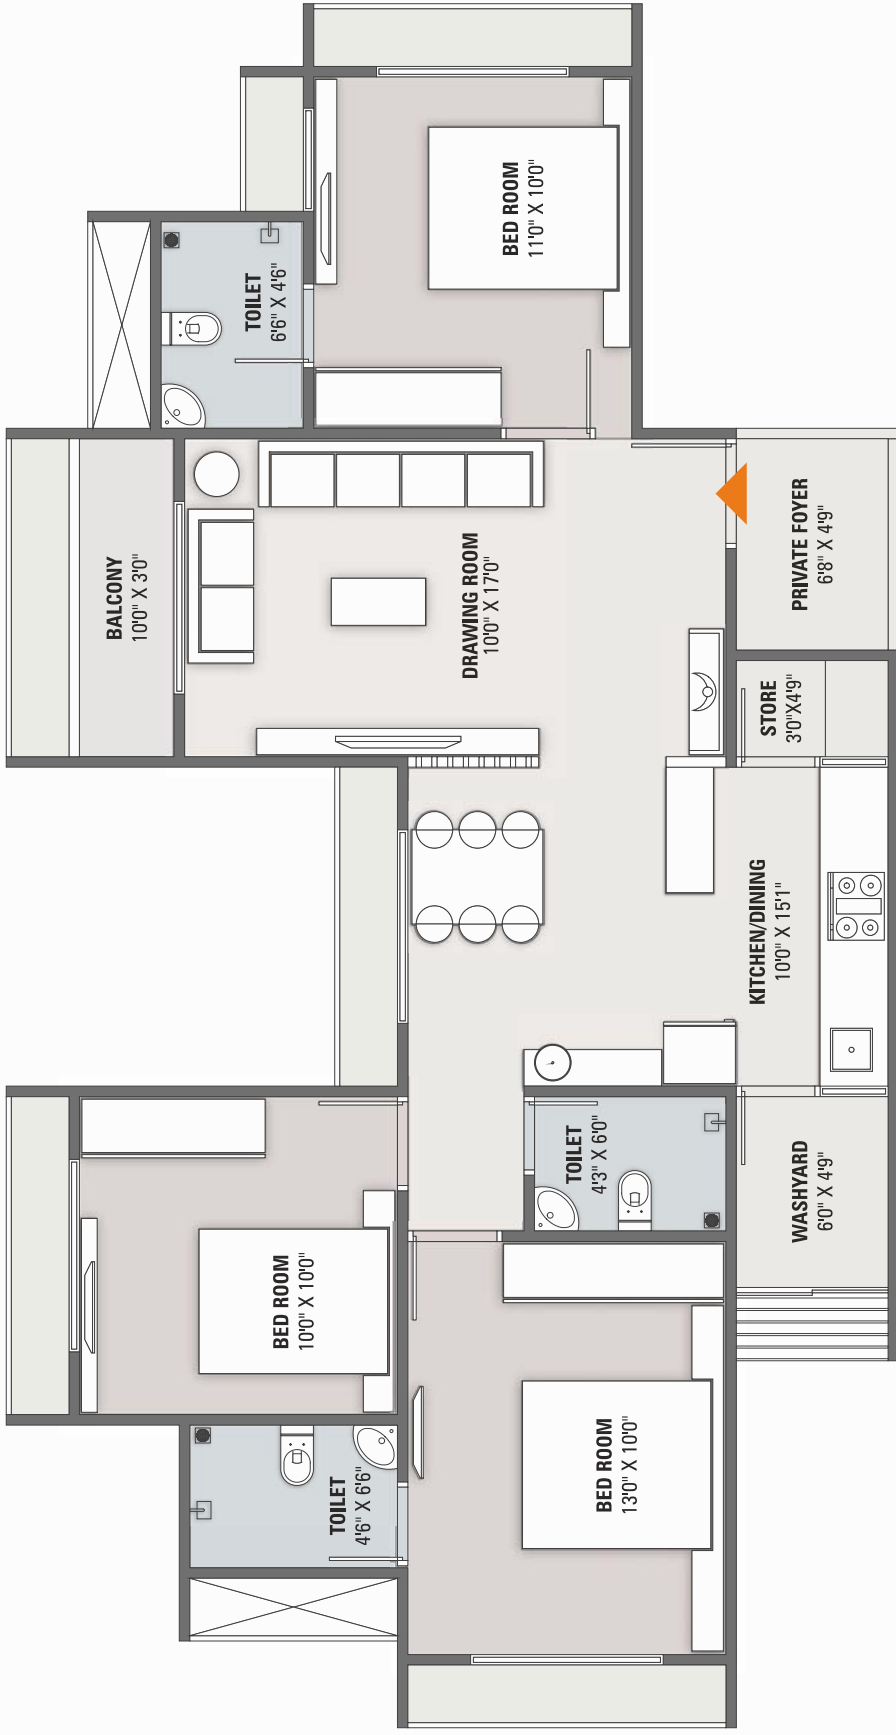 BED ROOM
11'0" X 10'0"
TOILET
6'6" X 4'6"
BALCONY
10'0" X 3'0"
DRAWING ROOM
10'0" X 17'0"
PRIVATE FOYER
6'8" X 4'9"
STORE
3'0"X4'9"
KITCHEN/DINING
10'0" X 15'1"
TOILET
4'3" X 6'0"
WASHYARD
6'0" X 4'9"
BED ROOM
10'0" X 10'0"
BED ROOM
13'0" X 10'0"
TOILET
4'6" X 6'6"